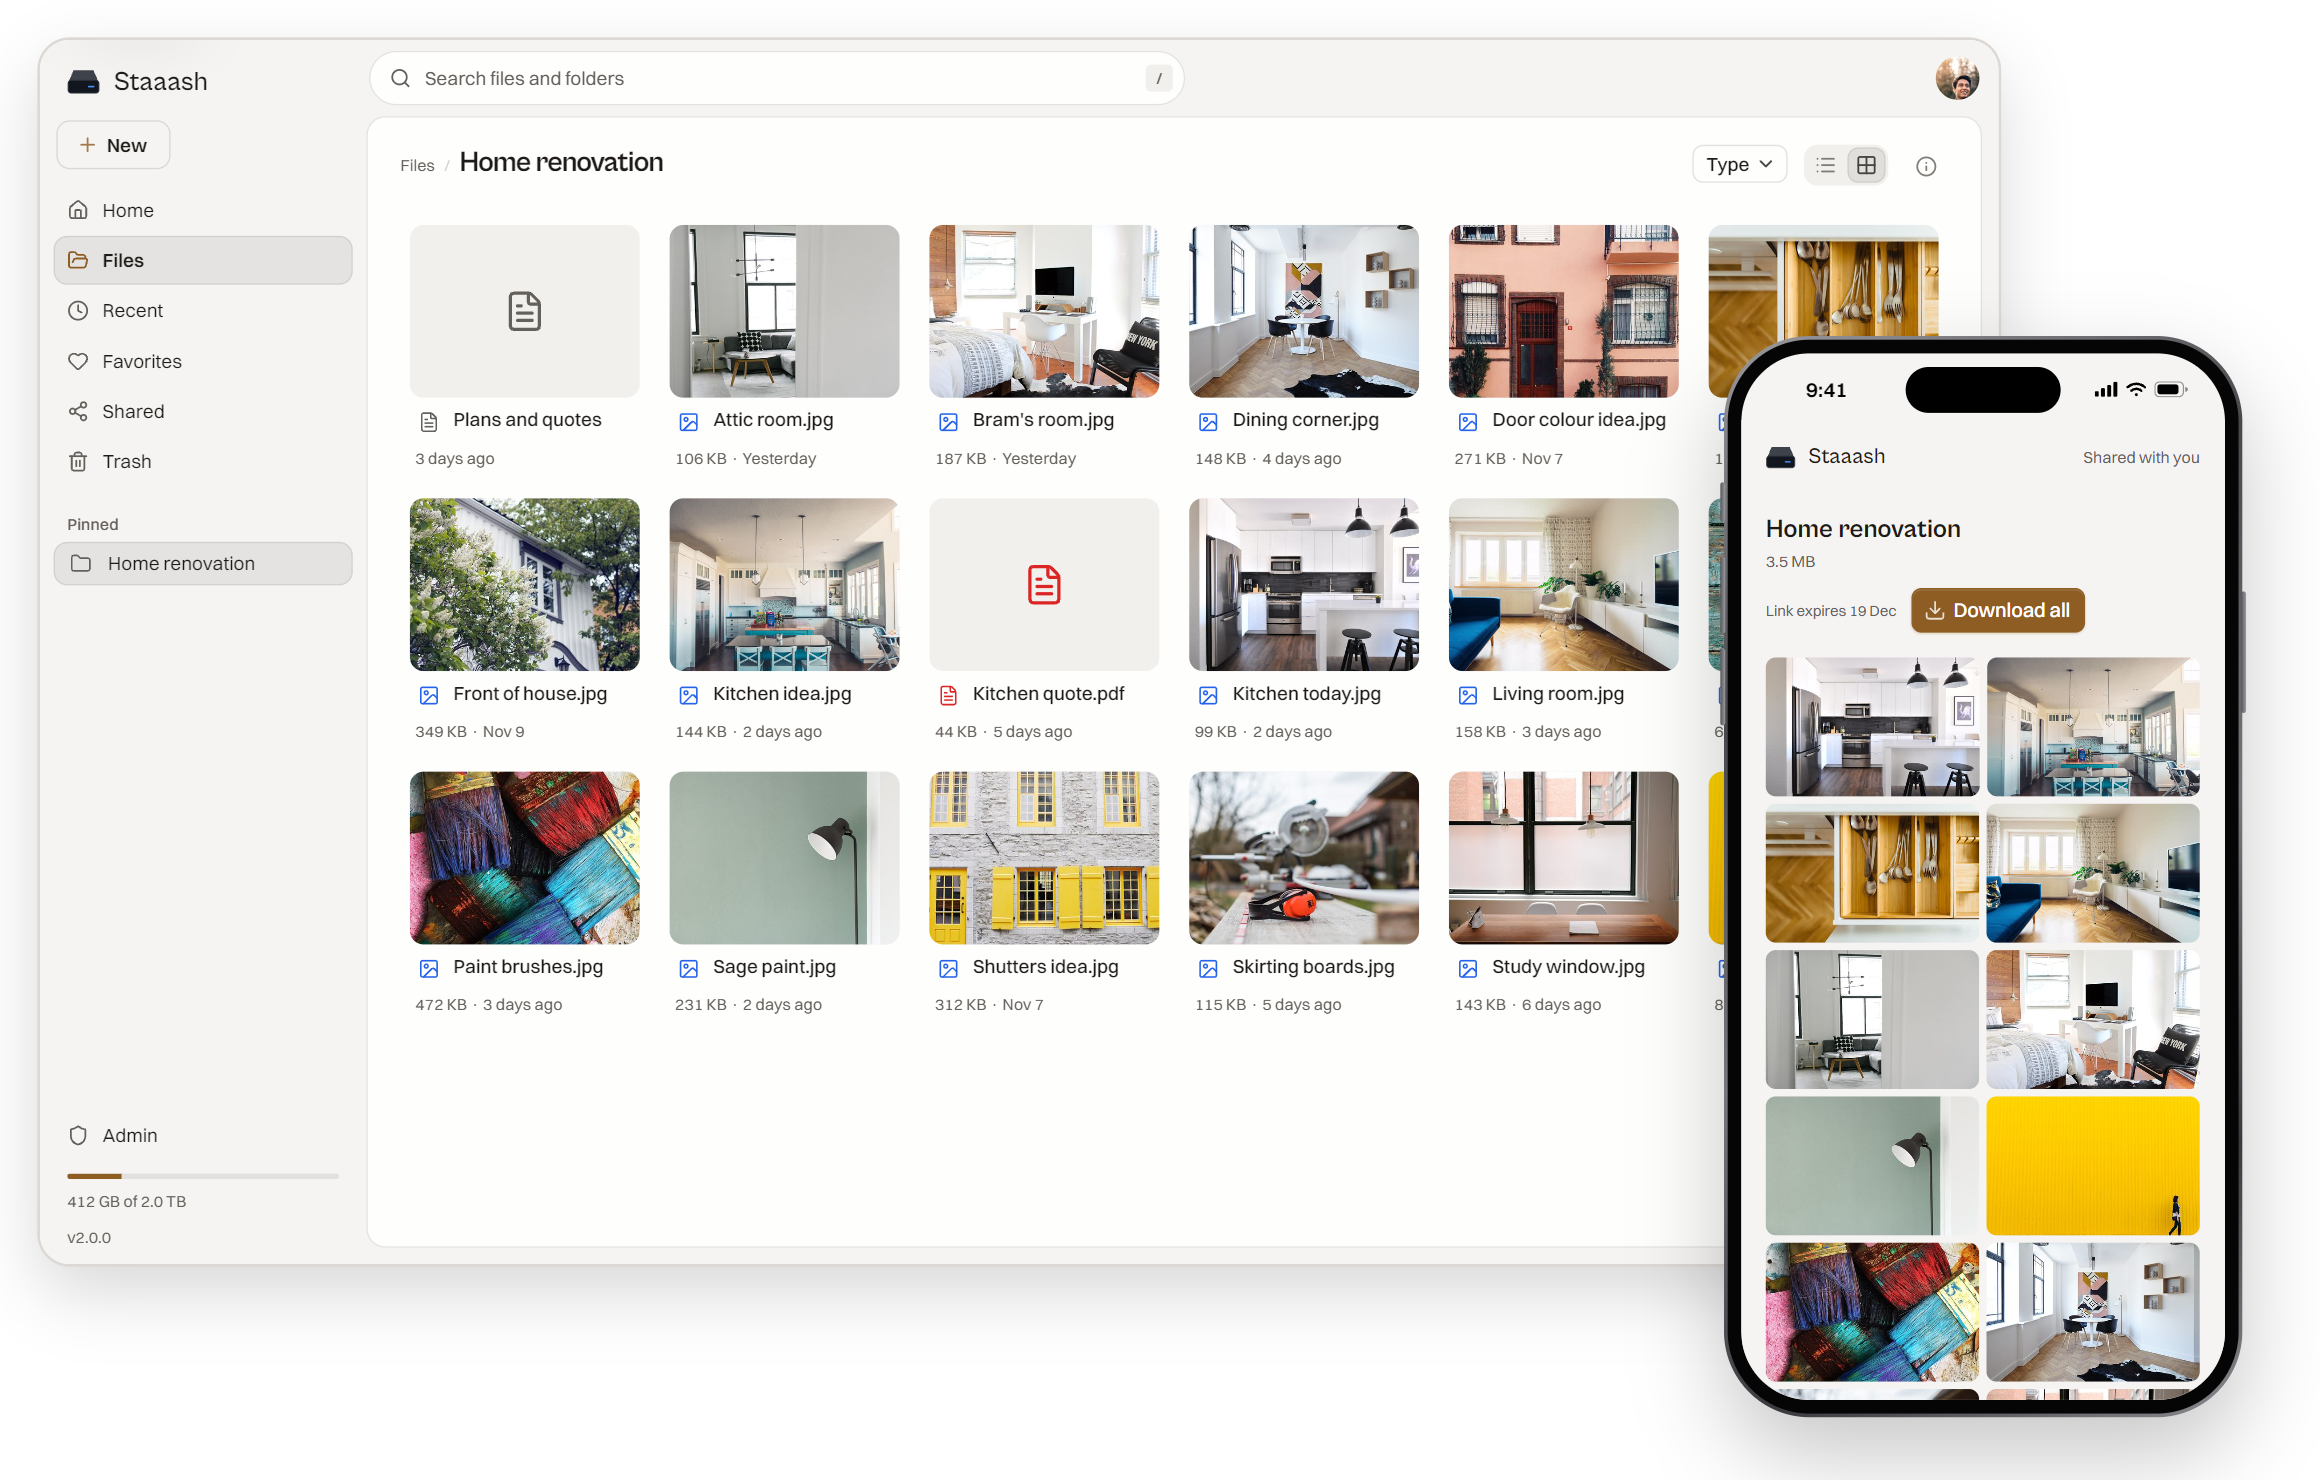 Staaash
Search files and folders
/
New
Home
Files
Recent
Favorites
Shared
Trash
Pinned
Home renovation
Admin
412 GB of 2.0 TB
v2.0.0
Files / Home renovation
Type
NEW YORK
Plans and quotes
3 days ago
Attic room.jpg
106 KB · Yesterday
Bram's room.jpg
187 KB · Yesterday
Dining corner.jpg
148 KB · 4 days ago
Door colour idea.jpg
271 KB · Nov 7
1
Front of house.jpg
349 KB · Nov 9
Kitchen idea.jpg
144 KB · 2 days ago
Kitchen quote.pdf
44 KB · 5 days ago
Kitchen today.jpg
99 KB · 2 days ago
Living room.jpg
158 KB · 3 days ago
6
Paint brushes.jpg
472 KB · 3 days ago
Sage paint.jpg
231 KB · 2 days ago
Shutters idea.jpg
312 KB · Nov 7
Skirting boards.jpg
115 KB · 5 days ago
Study window.jpg
143 KB · 6 days ago
8
9:41
Staaash
Shared with you
Home renovation
3.5 MB
Link expires 19 Dec
Download all
NEW YORK